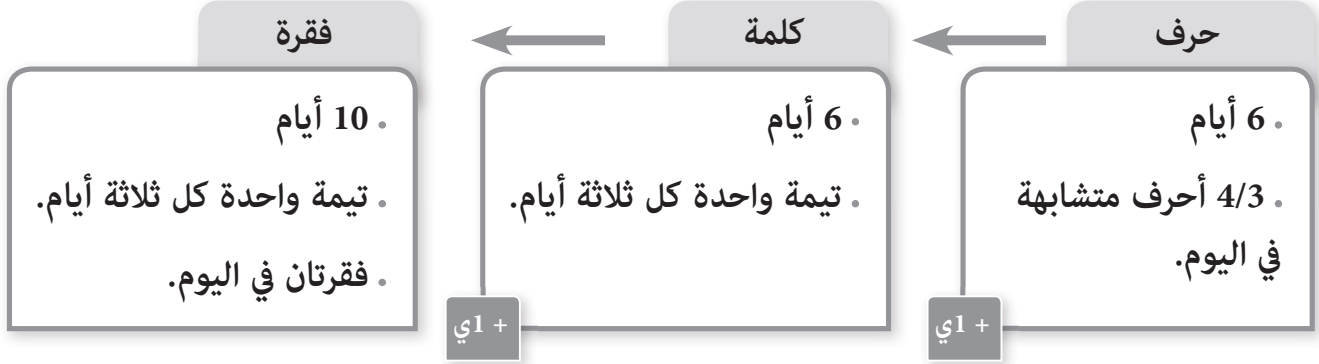 حرف
. 6 أيام
. 4/3 أحرف متشابهة
في اليوم.
+ 1ي
كلمة
. 6 أيام
. تيمة واحدة كل ثلاثة أيام.
+ 1ي
فقرة
. 10 أيام
. تيمة واحدة كل ثلاثة أيام.
. فقرتان في اليوم.